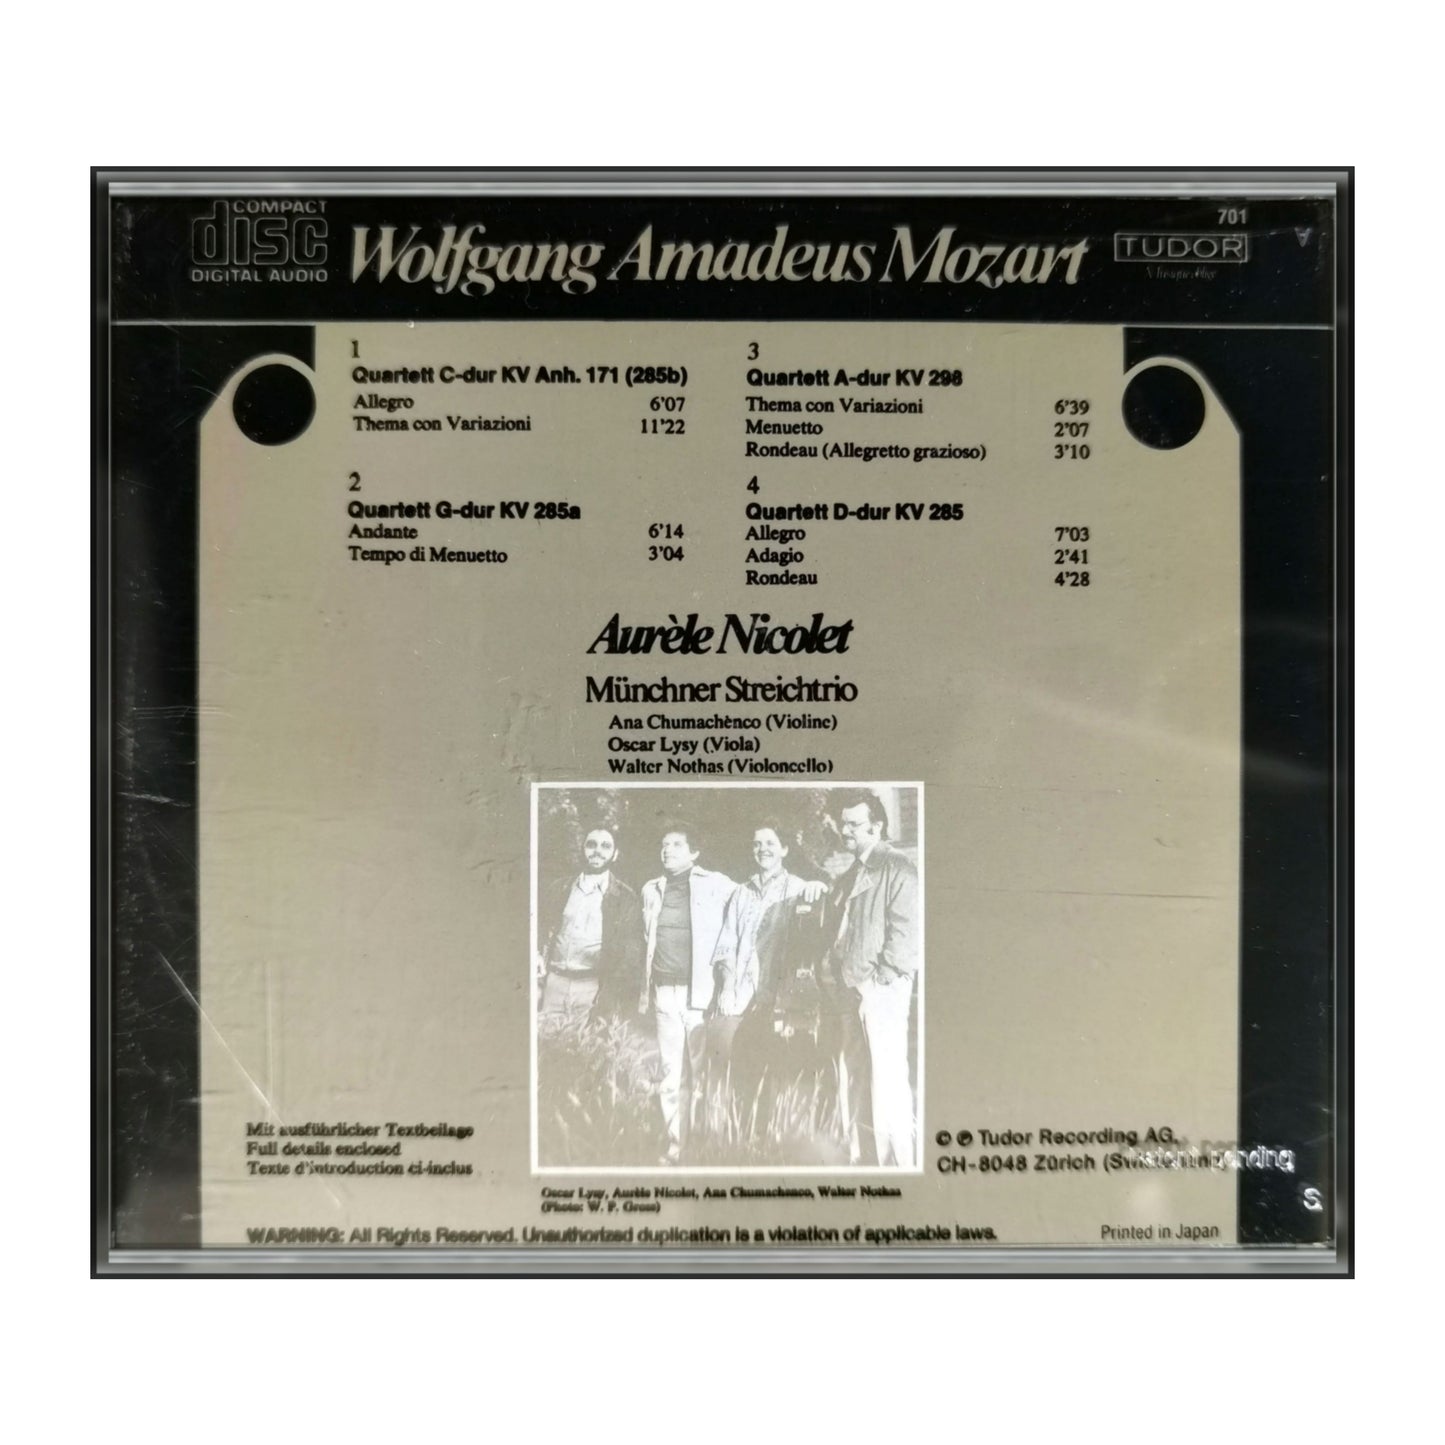 COMPACT
disc
DIGITAL AUDIO
Wolfgang Amadeus Mozart
701
TUDOR
1
Quartett C-dur KV Anh. 171 (285b)
Allegro 6'07
Thema con Variazioni 11'22
2
Quartett G-dur KV 285a
Andante 6'14
Tempo di Menuetto 3'04
3
Quartett A-dur KV 298
Thema con Variazioni 6'39
Menuetto 2'07
Rondeau (Allegretto grazioso) 3'10
4
Quartett D-dur KV 285
Allegro 7'03
Adagio 2'41
Rondeau 4'28
Aurèle Nicolet
Münchner Streichtrio
Ana Chumachènco (Violine)
Oscar Lysy (Viola)
Walter Nothas (Violoncello)
Mit ausführlicher Textbeilage
Full details enclosed
Texte d'introduction ci-inclus
Oscar Lysy, Aurèle Nicolet, Ana Chumachenco, Walter Nothas
(Photo: W. F. Gross)
© ℗ Tudor Recording AG,
CH-8048 Zürich
pending
S
WARNING: All Rights Reserved. Unauthorized duplication is a violation of applicable laws.
Printed in Japan